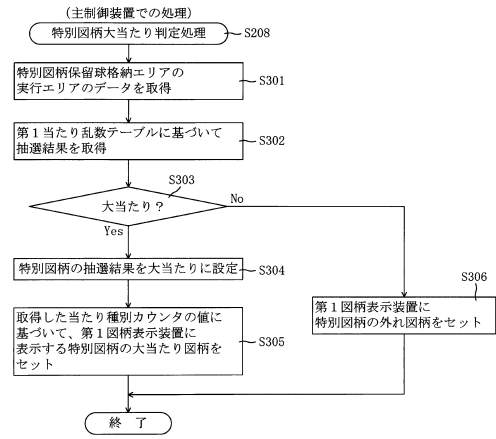 (主制御装置での処理)
特別図柄大当たり判定処理
S208
特別図柄保留球格納エリアの
実行エリアのデータを取得
S301
第1当たり乱数テーブルに基づいて
抽選結果を取得
S302
S303
大当たり?
No
Yes
特別図柄の抽選結果を大当たりに設定
S304
S306
第1図柄表示装置に
特別図柄の外れ図柄をセット
取得した当たり種別カウンタの値に
基づいて、第1図柄表示装置に
表示する特別図柄の大当たり図柄を
セット
S305
終 了